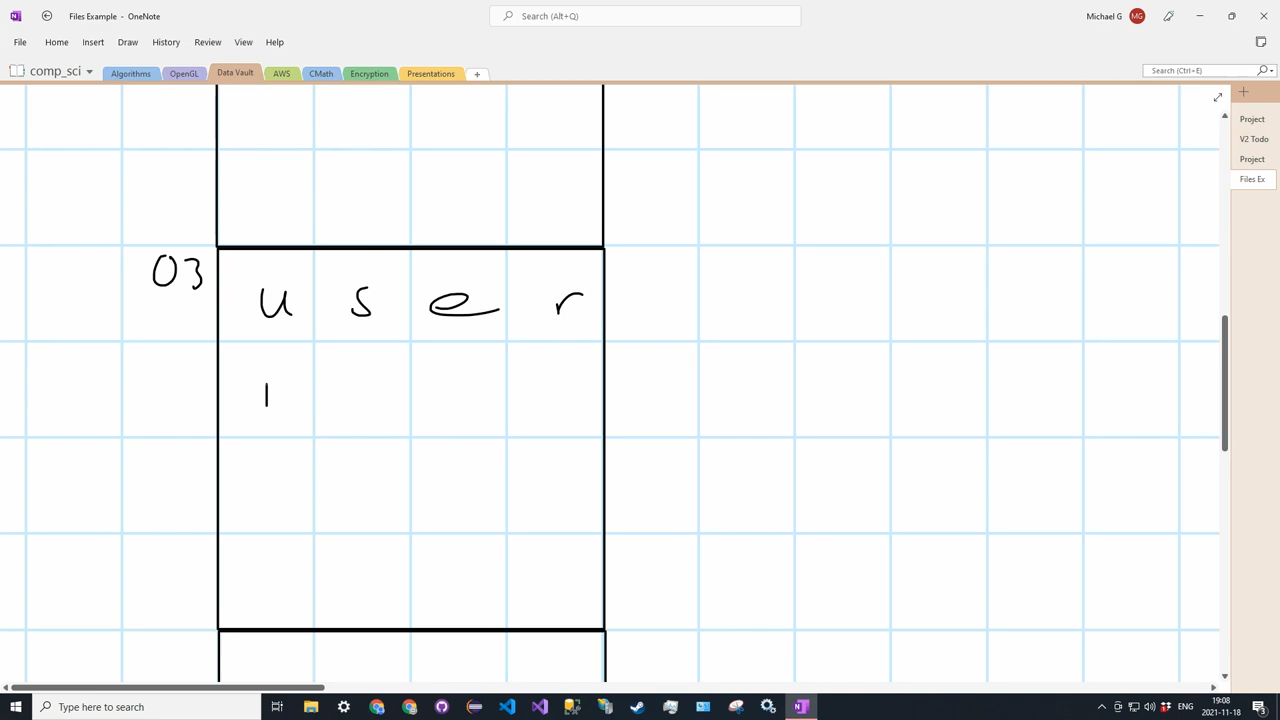 Files Example - OneNote
Search (Alt+Q)
Michael G
MG
File Home Insert Draw History Review View Help
comp_sci
Algorithms OpenGL Data Vault AWS CMath Encryption Presentations +
Search (Ctrl+E)
Project
V2 Todo
Project
Files Ex
03
u s e r
1
Type here to search
ENG
19:08
2021-11-18